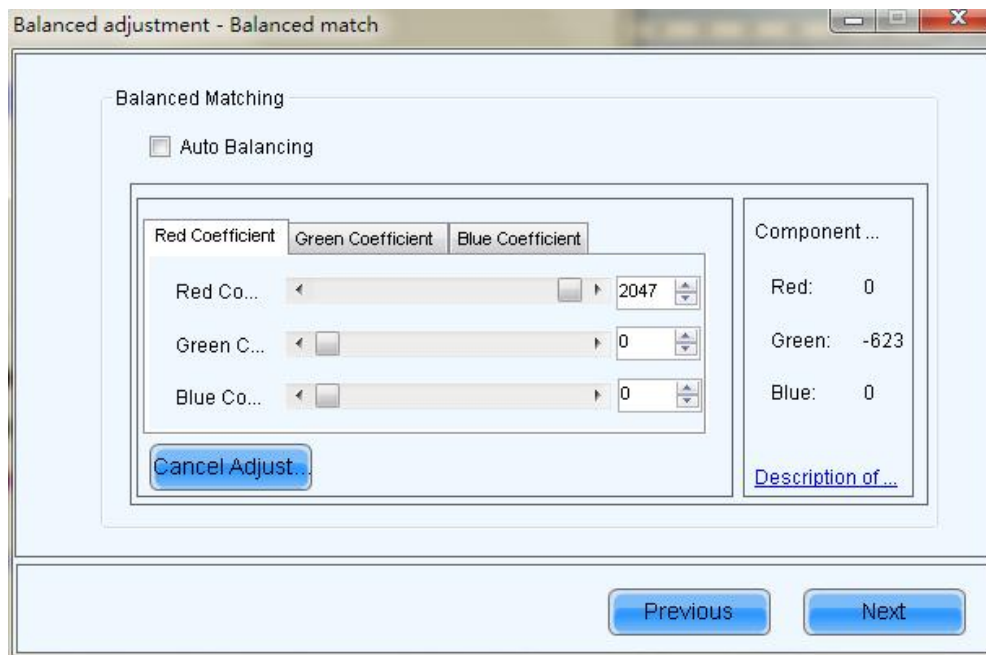 Balanced adjustment - Balanced match
Balanced Matching
Auto Balancing
Red Coefficient Green Coefficient Blue Coefficient
Red Co... 2047
Green C... 0
Blue Co... 0
Cancel Adjust...
Component ...
Red: 0
Green: -623
Blue: 0
Description of ...
Previous Next